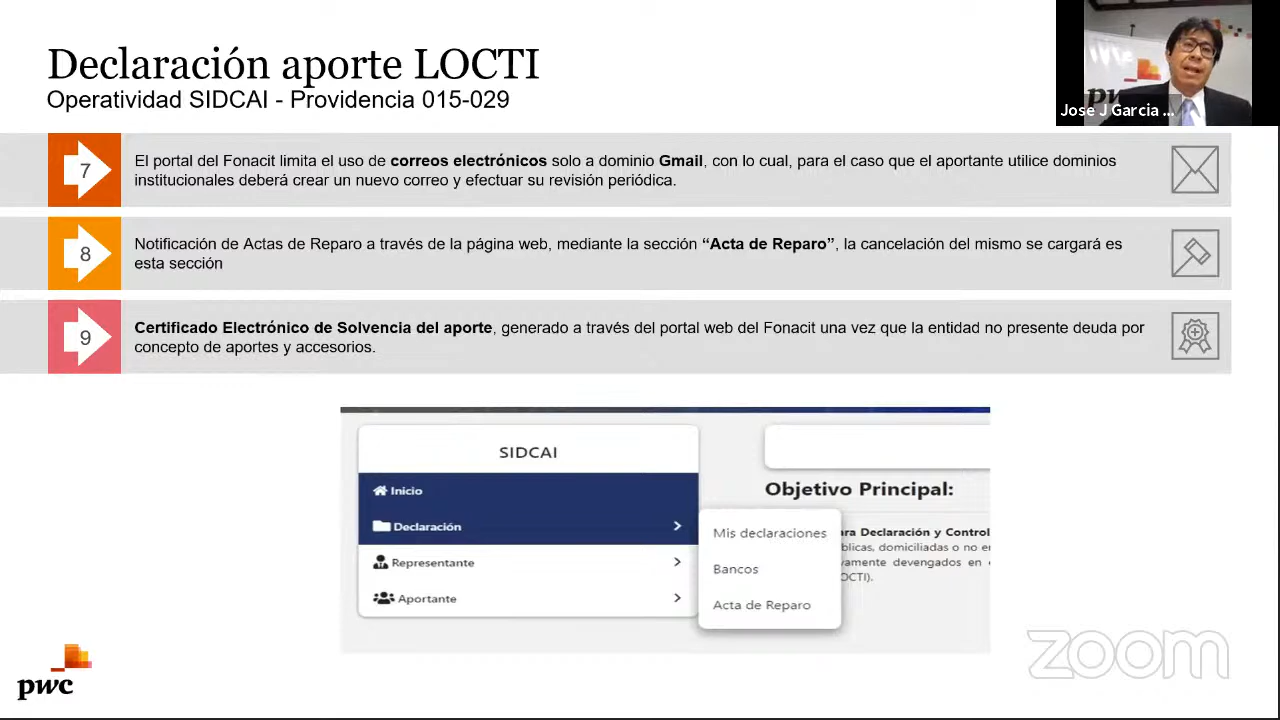 Declaración aporte LOCTI
Operatividad SIDCAI - Providencia 015-029
pwc
Jose J Garcia ...
7
El portal del Fonacit limita el uso de correos electrónicos solo a dominio Gmail, con lo cual, para el caso que el aportante utilice dominios
institucionales deberá crear un nuevo correo y efectuar su revisión periódica.
8
Notificación de Actas de Reparo a través de la página web, mediante la sección “Acta de Reparo”, la cancelación del mismo se cargará es
esta sección
9
Certificado Electrónico de Solvencia del aporte, generado a través del portal web del Fonacit una vez que la entidad no presente deuda por
concepto de aportes y accesorios.
SIDCAI
Inicio
Declaración
Representante
Aportante
Mis declaraciones
Bancos
Acta de Reparo
Objetivo Principal:
ara Declaración y Control
blicas, domiciliadas o no en
vamente devengados en
OCTI).
pwc
zoom